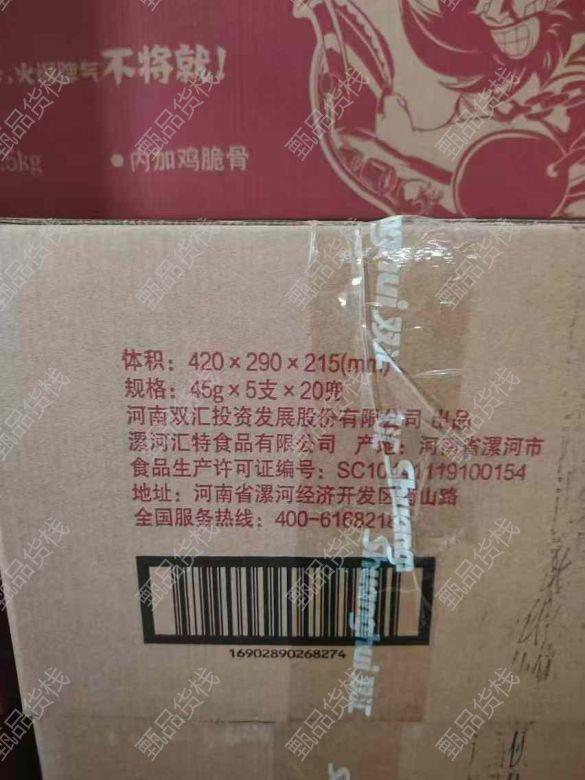 火爆脾气不将就!
.5kg
• 内加鸡脆骨
体积: 420×290×215(mm)
规格: 45g×5支×20兜
河南双汇投资发展股份有限公司 出品
漯河汇特食品有限公司 产地: 河南省漯河市
食品生产许可证编号: SC10 1119100154
地址: 河南省漯河经济开发区 山路
全国服务热线: 400-6168218
16902890268274
Shuanghui 双汇
甄品货栈